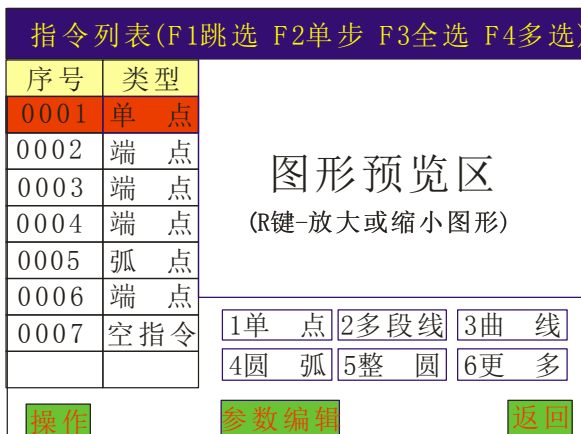 指令列表(F1跳选 F2单步 F3全选 F4多选)
序号 类型
0001 单 点
0002 端 点
0003 端 点
0004 端 点
0005 弧 点
0006 端 点
0007 空指令
图形预览区
(R键-放大或缩小图形)
1单 点 2多段线 3曲 线
4圆 弧 5整 圆 6更 多
操作 参数编辑 返回